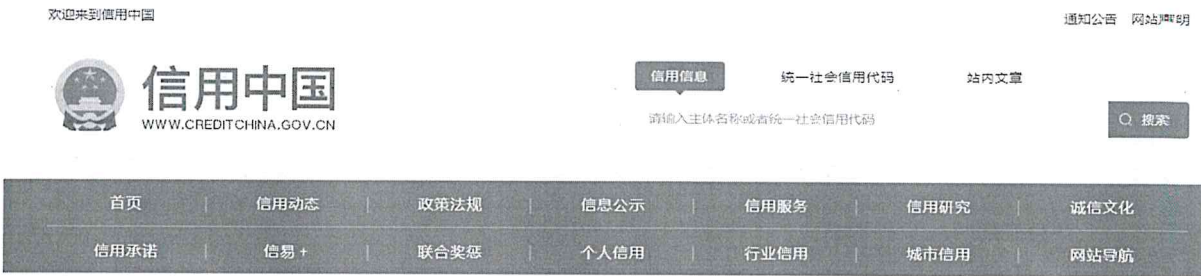 欢迎来到信用中国
通知公告 网站声明
信用信息 统一社会信用代码 站内文章
信用中国
WWW.CREDITCHINA.GOV.CN
请输入主体名称或者统一社会信用代码
搜索
首页 | 信用动态 | 政策法规 | 信息公示 | 信用服务 | 信用研究 | 诚信文化
信用承诺 | 信易+ | 联合奖惩 | 个人信用 | 行业信用 | 城市信用 | 网站导航